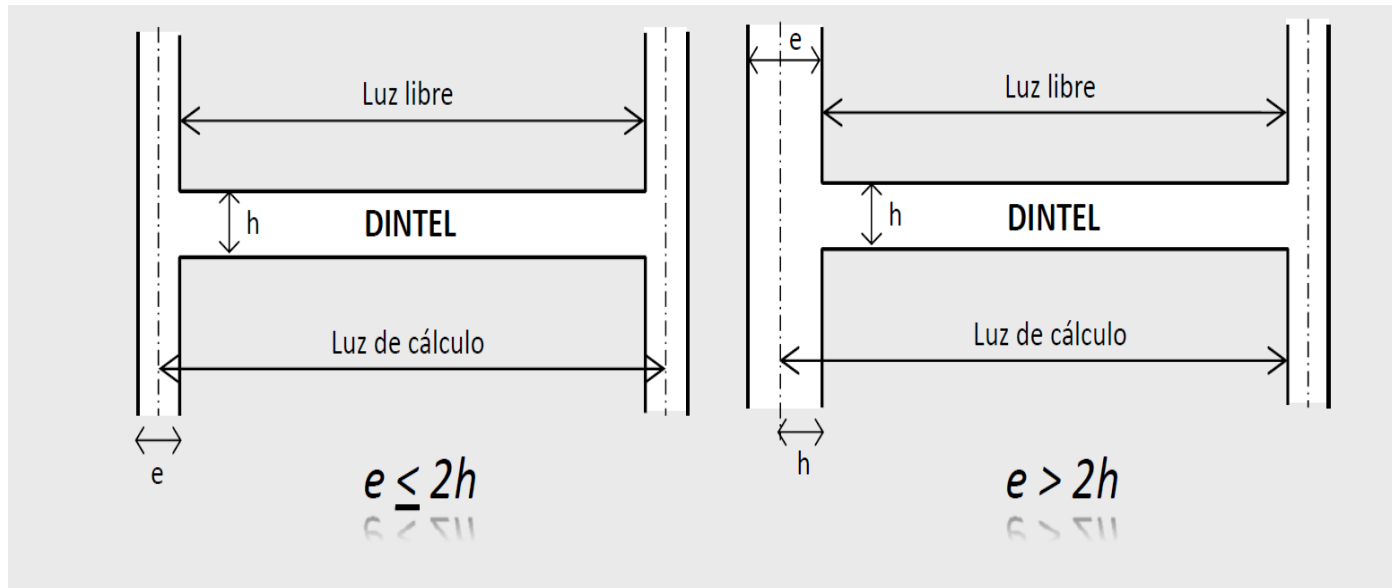 Luz libre
h
DINTEL
Luz de cálculo
e
e ≤ 2h
e
Luz libre
h
DINTEL
Luz de cálculo
h
e > 2h